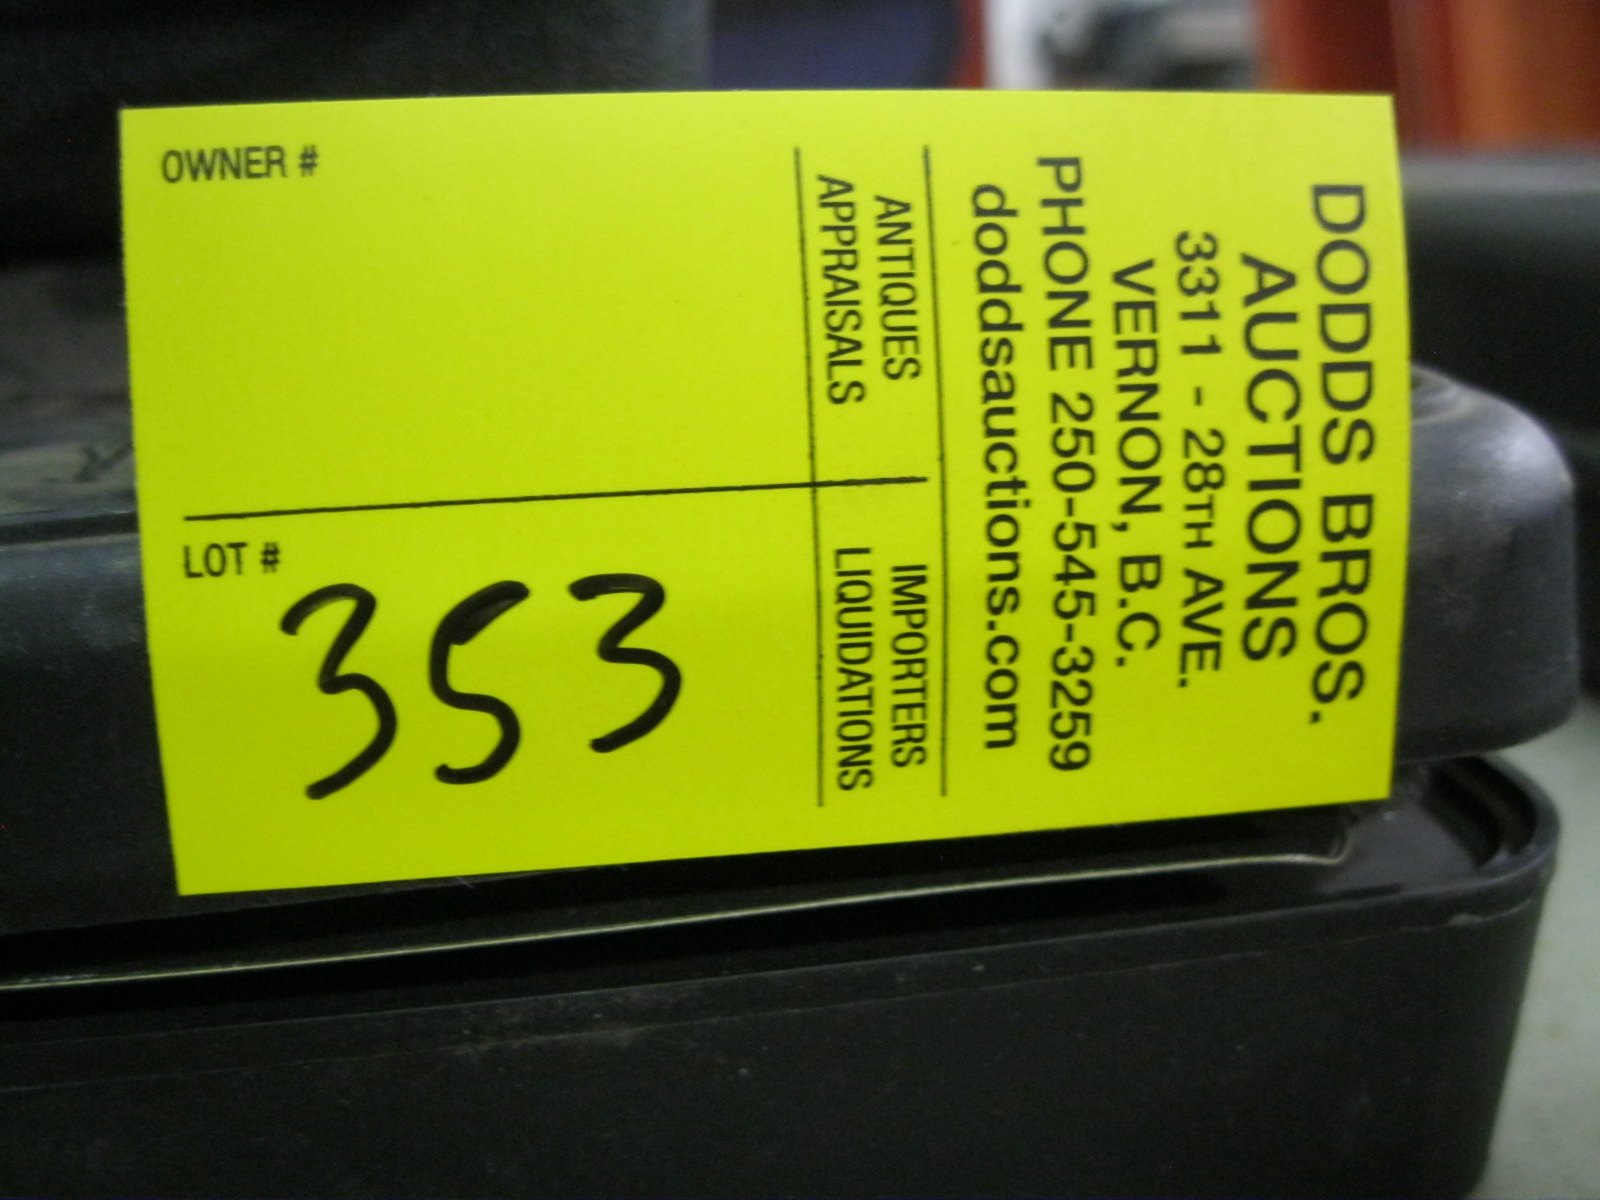 DODDS BROS.
AUCTIONS
3311 - 28TH AVE.
VERNON, B.C.
PHONE 250-545-3259
doddsauctions.com
ANTIQUES
APPRAISALS
IMPORTERS
LIQUIDATIONS
OWNER #
LOT #
353